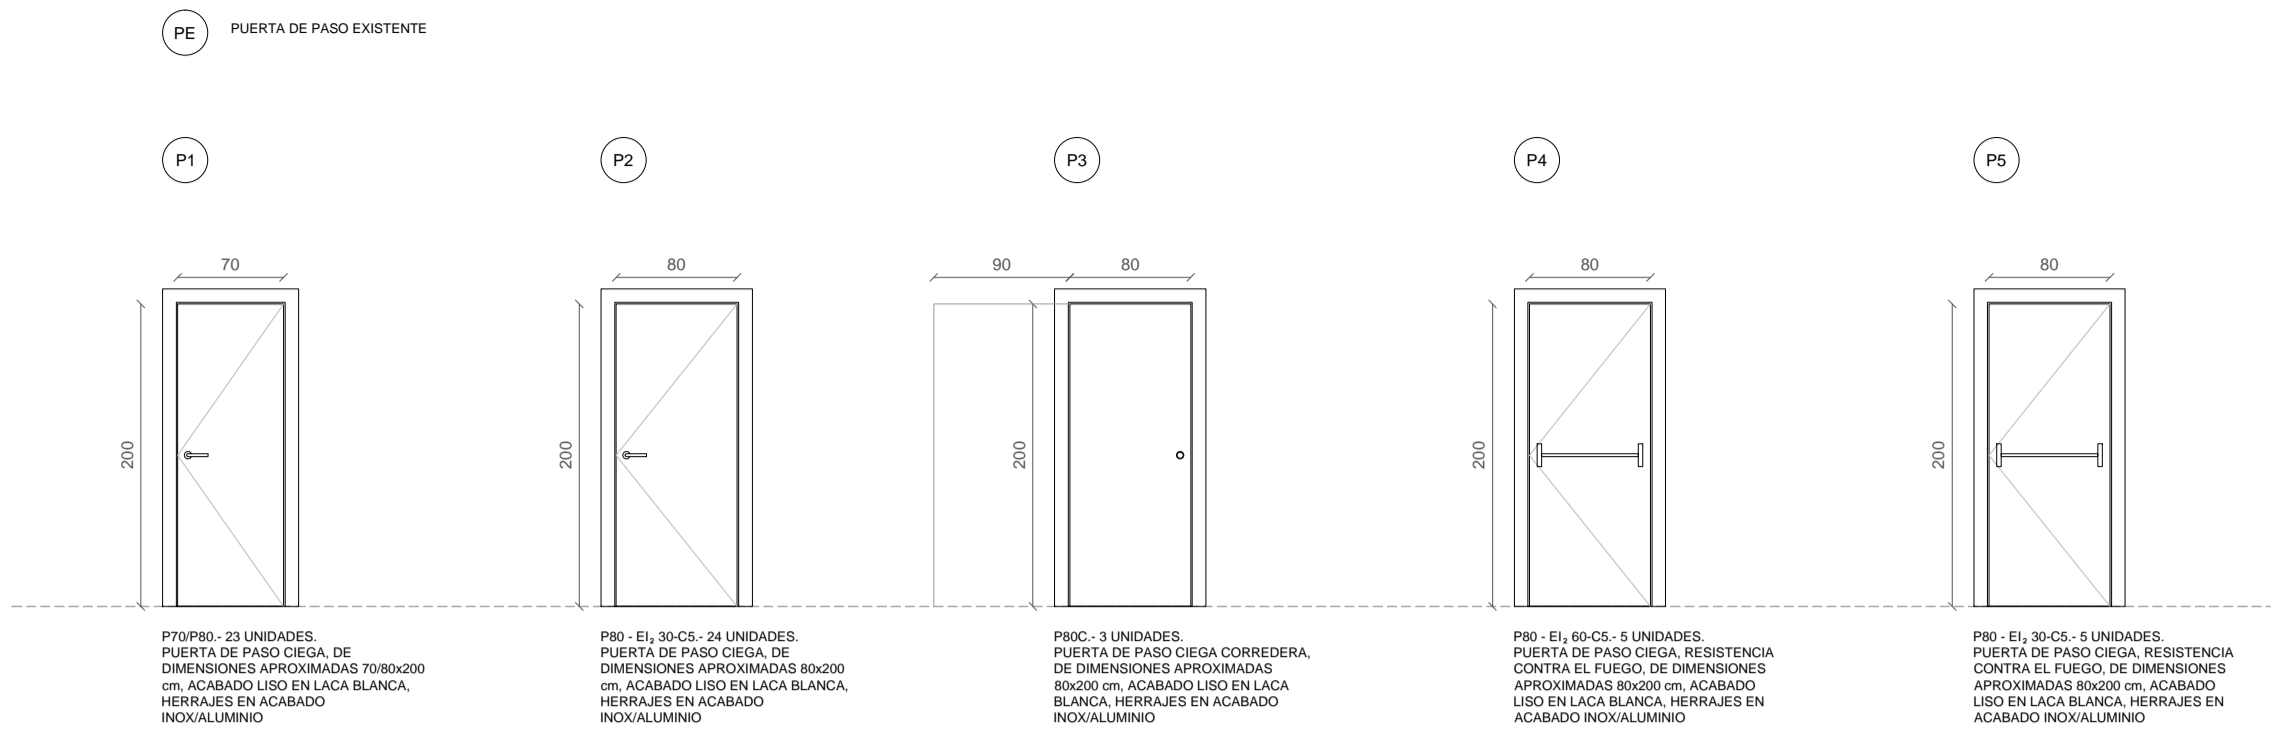 PE
PUERTA DE PASO EXISTENTE
P1
P2
P3
P4
P5
70
80
90
80
80
80
200
200
200
200
200
P70/P80.- 23 UNIDADES.
PUERTA DE PASO CIEGA, DE
DIMENSIONES APROXIMADAS 70/80x200
cm, ACABADO LISO EN LACA BLANCA,
HERRAJES EN ACABADO
INOX/ALUMINIO
P80 - EI₂ 30-C5.- 24 UNIDADES.
PUERTA DE PASO CIEGA, DE
DIMENSIONES APROXIMADAS 80x200
cm, ACABADO LISO EN LACA BLANCA,
HERRAJES EN ACABADO
INOX/ALUMINIO
P80C.- 3 UNIDADES.
PUERTA DE PASO CIEGA CORREDERA,
DE DIMENSIONES APROXIMADAS
80x200 cm, ACABADO LISO EN LACA
BLANCA, HERRAJES EN ACABADO
INOX/ALUMINIO
P80 - EI₂ 60-C5.- 5 UNIDADES.
PUERTA DE PASO CIEGA, RESISTENCIA
CONTRA EL FUEGO, DE DIMENSIONES
APROXIMADAS 80x200 cm, ACABADO
LISO EN LACA BLANCA, HERRAJES EN
ACABADO INOX/ALUMINIO
P80 - EI₂ 30-C5.- 5 UNIDADES.
PUERTA DE PASO CIEGA, RESISTENCIA
CONTRA EL FUEGO, DE DIMENSIONES
APROXIMADAS 80x200 cm, ACABADO
LISO EN LACA BLANCA, HERRAJES EN
ACABADO INOX/ALUMINIO